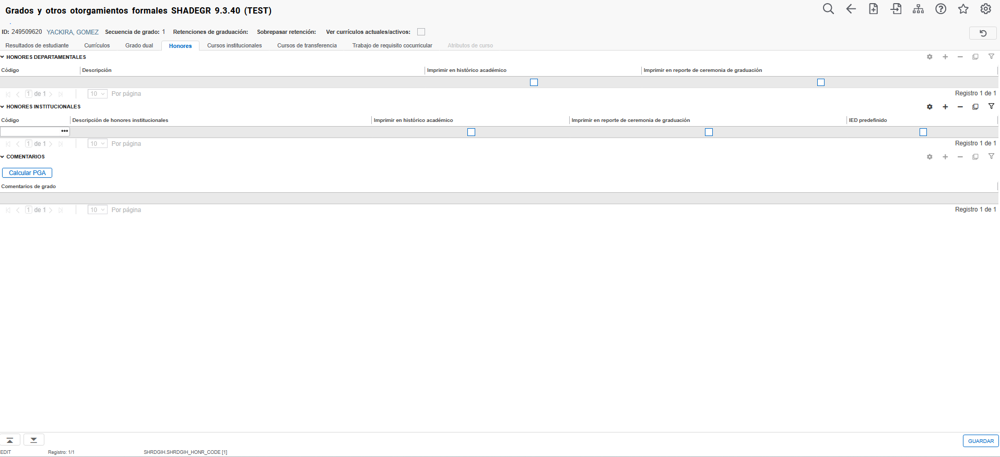 Grados y otros otorgamientos formales SHADEGR 9.3.40 (TEST)
ID: 249509620 YACKIRA, GOMEZ Secuencia de grado: 1 Retenciones de graduación: Sobrepasar retención: Ver currículos actuales/activos:
Resultados de estudiante Currículos Grado dual Honores Cursos institucionales Cursos de transferencia Trabajo de requisito cocurricular Atributos de curso
HONORES DEPARTAMENTALES
Código Descripción Imprimir en histórico académico Imprimir en reporte de ceremonia de graduación
1 de 1 10 Por página Registro 1 de 1
HONORES INSTITUCIONALES
Código Descripción de honores institucionales Imprimir en histórico académico Imprimir en reporte de ceremonia de graduación IED predefinido
1 de 1 10 Por página Registro 1 de 1
COMENTARIOS
Calcular PGA
Comentarios de grado
1 de 1 10 Por página Registro 1 de 1
GUARDAR
EDIT Registro: 1/1 SHRDGIH.SHRDGIH_HONR_CODE [1]